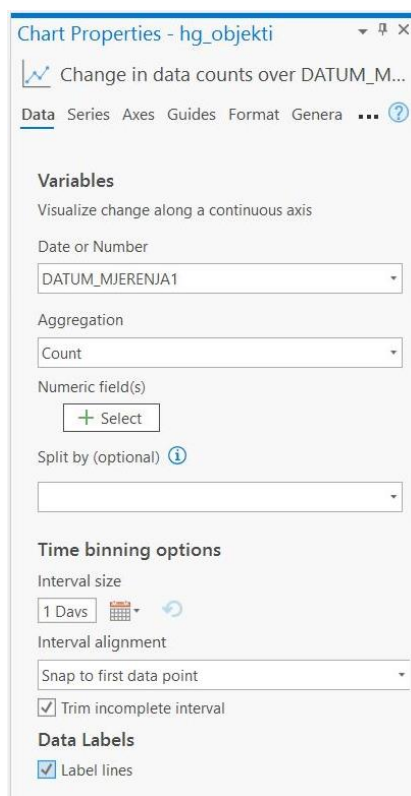 Chart Properties - hg_objekti
Change in data counts over DATUM_M...
Data Series Axes Guides Format Genera ...
Variables
Visualize change along a continuous axis
Date or Number
DATUM_MJERENJA1
Aggregation
Count
Numeric field(s)
+ Select
Split by (optional)
Time binning options
Interval size
1 Days
Interval alignment
Snap to first data point
Trim incomplete interval
Data Labels
Label lines